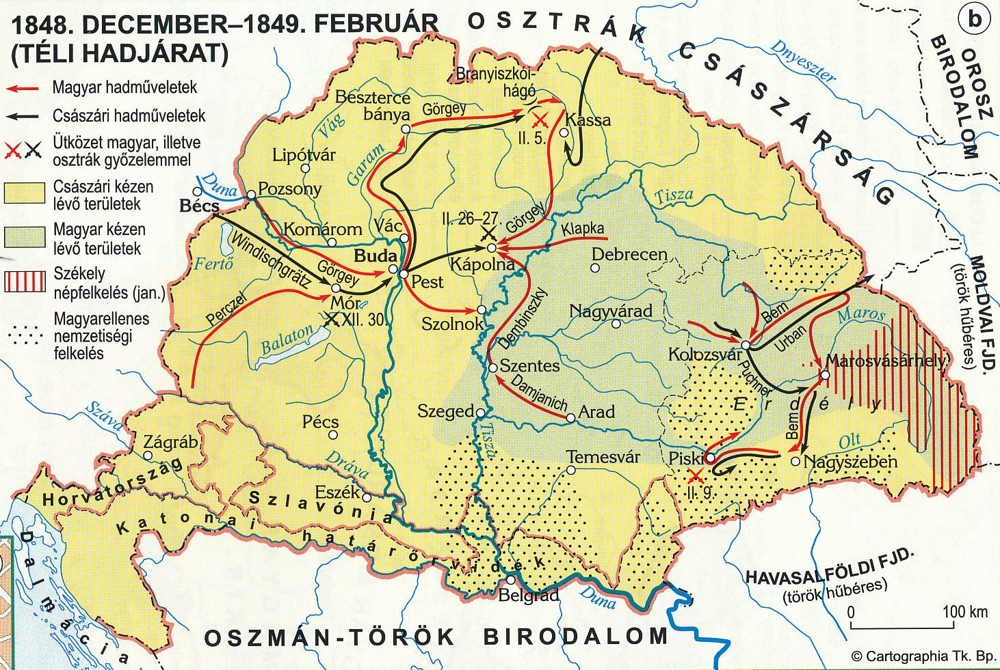 1848. DECEMBER–1849. FEBRUÁR
(TÉLI HADJÁRAT)
b
Magyar hadműveletek
Császári hadműveletek
Ütközet magyar, illetve
osztrák győzelemmel
Császári kézen
lévő területek
Magyar kézen
lévő területek
Székely
népfelkelés (jan.)
Magyarellenes
nemzetiségi
felkelés
OSZTRÁK CSÁSZÁRSÁG
OROSZ
BIRODALOM
Dnyeszter
Branyiszkói-
hágó
Beszterce
bánya
Görgey
Kassa
II. 5.
Vág
Garam
Lipótvár
Duna
Pozsony
Bécs
Tisza
Komárom
Vác
II. 26–27.
Görgey
Klapka
Fertő
Windischgrätz
Buda
Görgey
Kápolna
Debrecen
Pest
MOLDVAI FJD.
(török hűbéres)
Perczel
Mór
XII. 30.
Szolnok
Dembinszky
Nagyvárad
Bem
Urban
Maros
Balaton
Kolozsvár
Puchner
Marosvásárhely
Szentes
Damjanich
Erdély
Szeged
Arad
Bem
Száva
Pécs
Tisza
Olt
Zágráb
Dráva
Temesvár
Piski
Nagyszeben
II. 9.
Horvátország
Eszék
Szlavónia
Katonai határőrvidék
Dalmácia
Belgrád
Duna
HAVASALFÖLDI FJD.
(török hűbéres)
0 100 km
OSZMÁN-TÖRÖK BIRODALOM
© Cartographia Tk. Bp.